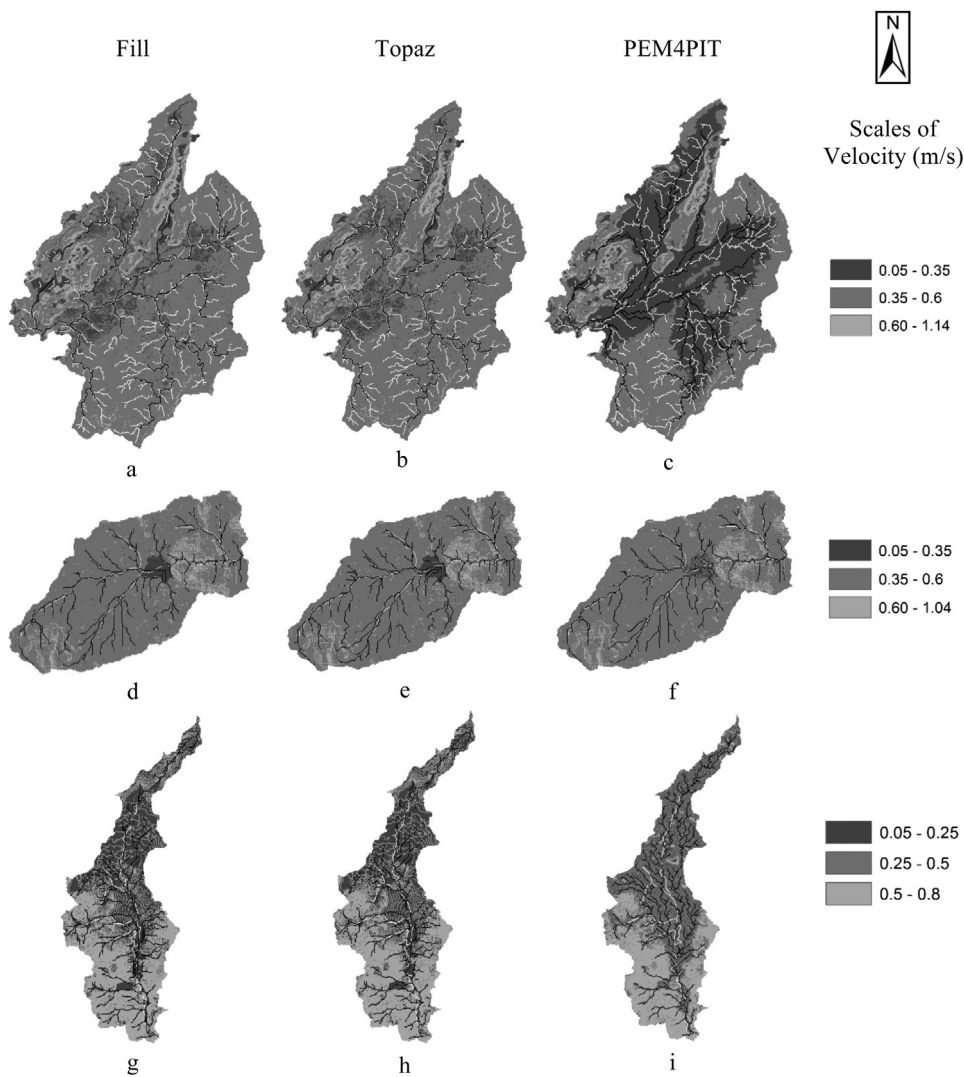 Fill
Topaz
PEM4PIT
N
Scales of
Velocity (m/s)
0.05 - 0.35
0.35 - 0.6
0.60 - 1.14
a
b
c
0.05 - 0.35
0.35 - 0.6
0.60 - 1.04
d
e
f
0.05 - 0.25
0.25 - 0.5
0.5 - 0.8
g
h
i